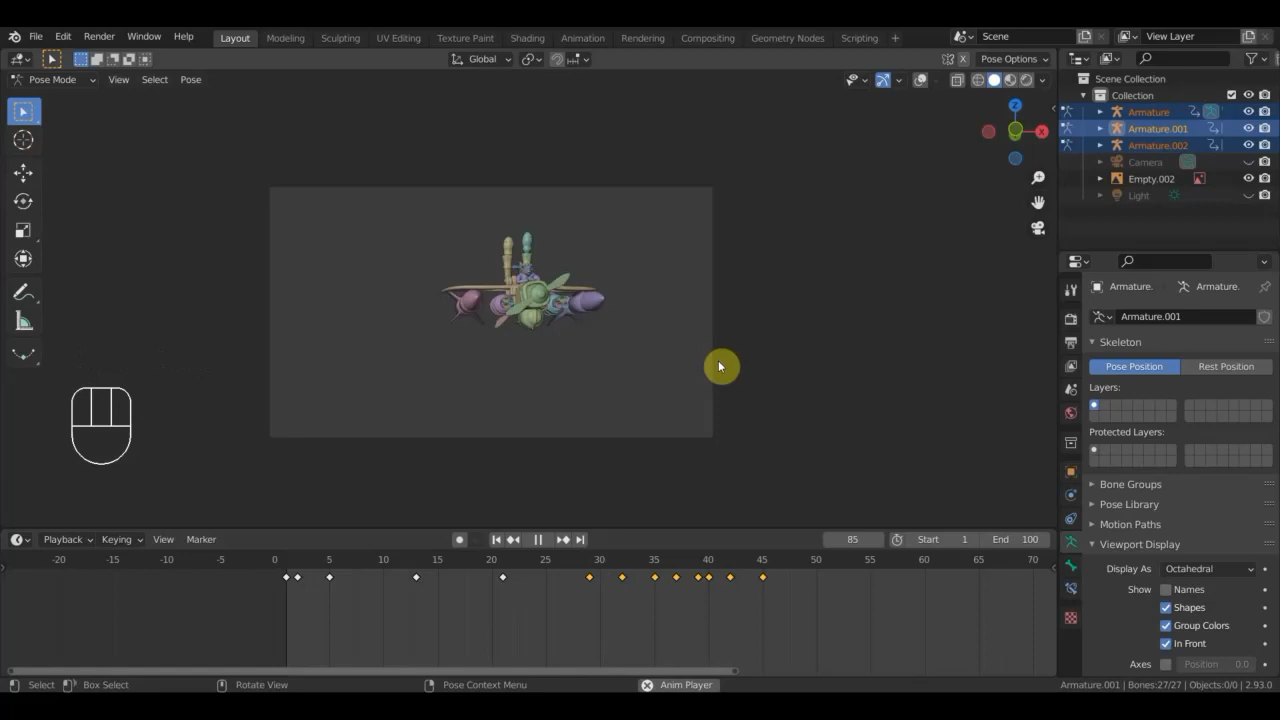 File Edit Render Window Help Layout Modeling Sculpting UV Editing Texture Paint Shading Animation Rendering Compositing Geometry Nodes Scripting + Scene View Layer
Global X Pose Options
Pose Mode View Select Pose
Scene Collection
Collection
Armature
Armature.001
Armature.002
Camera
Empty.002
Light
Z
X
Armature. Armature.
Armature.001
Skeleton
Pose Position Rest Position
Layers:
Protected Layers:
Bone Groups
Pose Library
Motion Paths
Viewport Display
Display As Octahedral
Show Names
Shapes
Group Colors
In Front
Axes Position 0.0
Playback Keying View Marker 85 Start 1 End 100
-20 -15 -10 -5 0 5 10 15 20 25 30 35 40 45 50 55 60 65 70
Select Box Select Rotate View Pose Context Menu Anim Player Armature.001 | Bones:27/27 | Objects:0/0 | 2.93.0